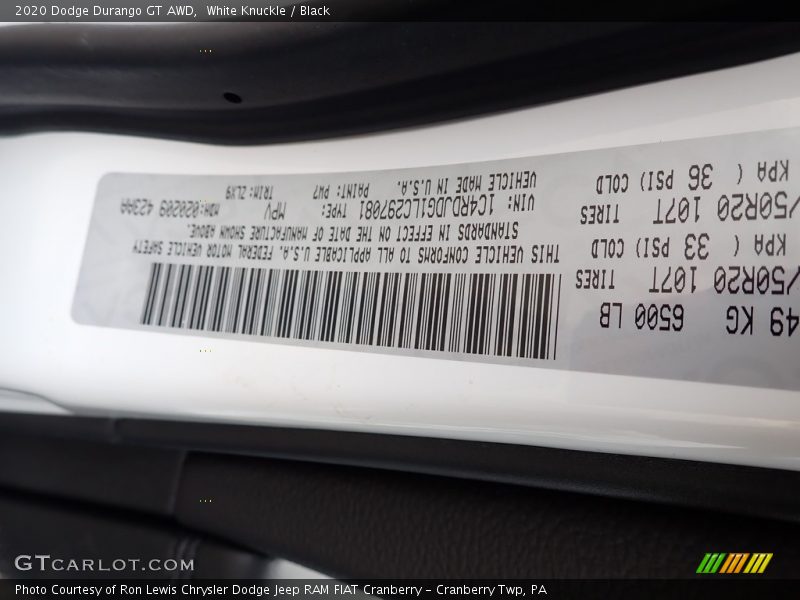 2020 Dodge Durango GT AWD,  White Knuckle / Black
49 KG 6500 LB
/50R20 107T TIRES
KPA ( 33 PSI) COLD
/50R20 107T TIRES
KPA ( 36 PSI) COLD
THIS VEHICLE CONFORMS TO ALL APPLICABLE U.S.A. FEDERAL MOTOR VEHICLE SAFETY
STANDARDS IN EFFECT ON THE DATE OF MANUFACTURE SHOWN ABOVE.
VIN: 1C4RDJDG1LC297081 TYPE: MPV MDH:020209 423AA
VEHICLE MADE IN U.S.A. PAINT: PW7 TRIM: ZLX9
GTCARLOT.COM
Photo Courtesy of Ron Lewis Chrysler Dodge Jeep RAM FIAT Cranberry – Cranberry Twp, PA